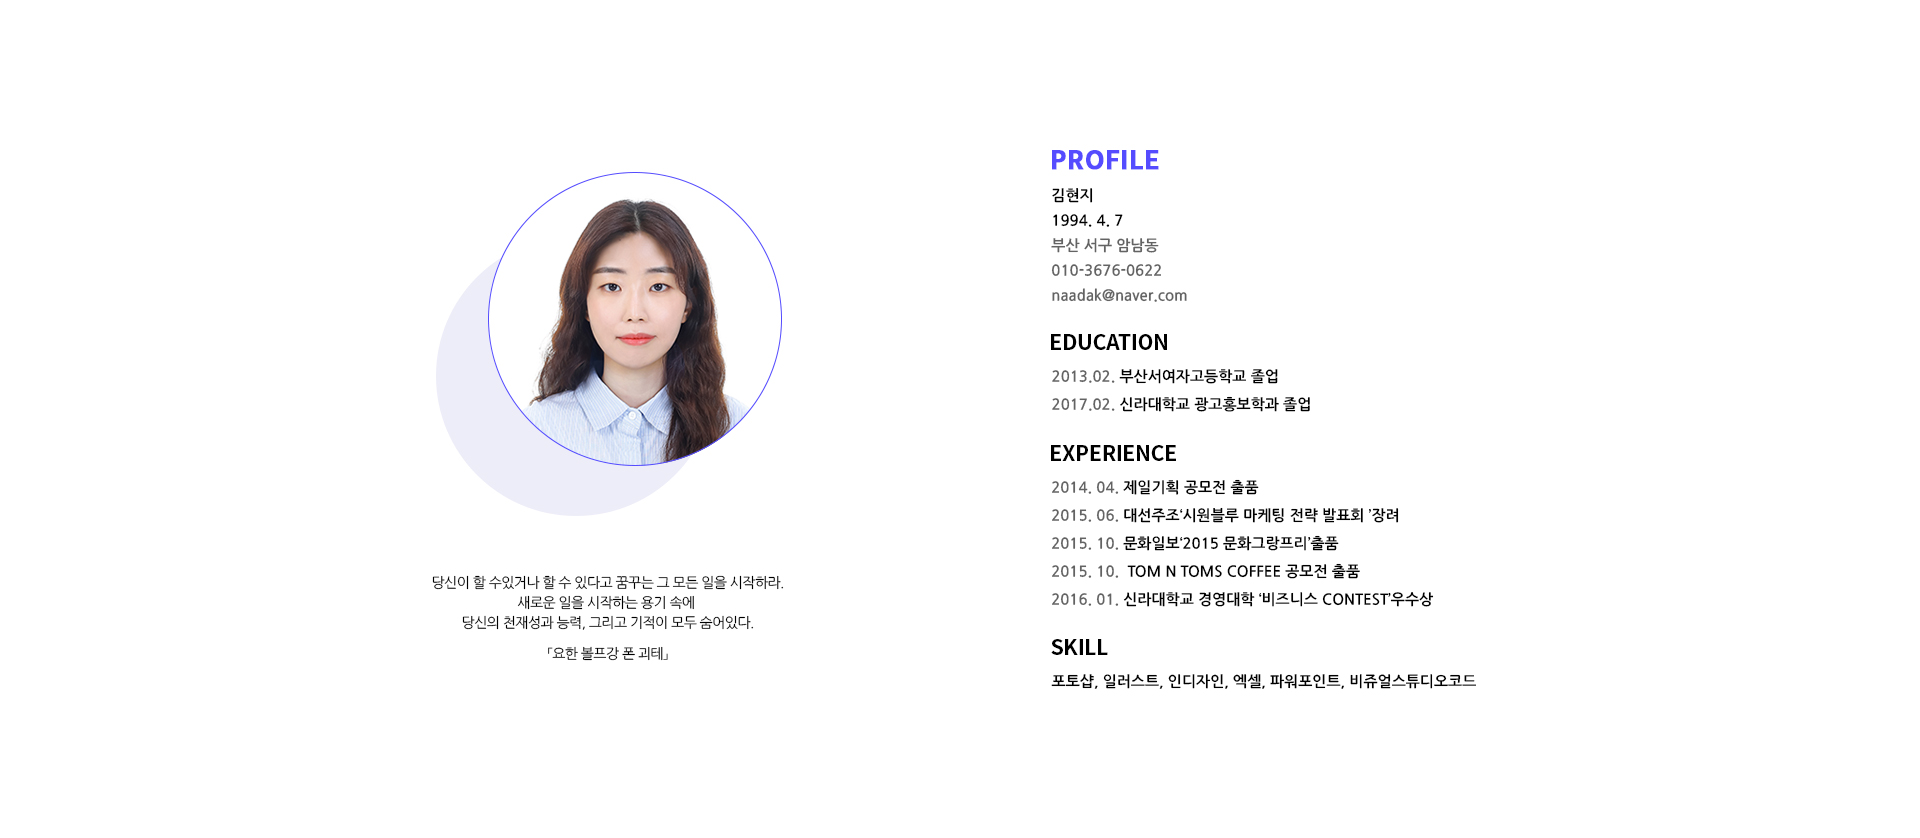 당신이 할 수있거나 할 수 있다고 꿈꾸는 그 모든 일을 시작하라.
새로운 일을 시작하는 용기 속에
당신의 천재성과 능력, 그리고 기적이 모두 숨어있다.
「요한 볼프강 폰 괴테」
PROFILE
김현지
1994. 4. 7
부산 서구 암남동
010-3676-0622
naadak@naver.com
EDUCATION
2013.02. 부산서여자고등학교 졸업
2017.02. 신라대학교 광고홍보학과 졸업
EXPERIENCE
2014. 04. 제일기획 공모전 출품
2015. 06. 대선주조‘시원블루 마케팅 전략 발표회 ’장려
2015. 10. 문화일보‘2015 문화그랑프리’출품
2015. 10. TOM N TOMS COFFEE 공모전 출품
2016. 01. 신라대학교 경영대학 ‘비즈니스 CONTEST’우수상
SKILL
포토샵, 일러스트, 인디자인, 엑셀, 파워포인트, 비쥬얼스튜디오코드